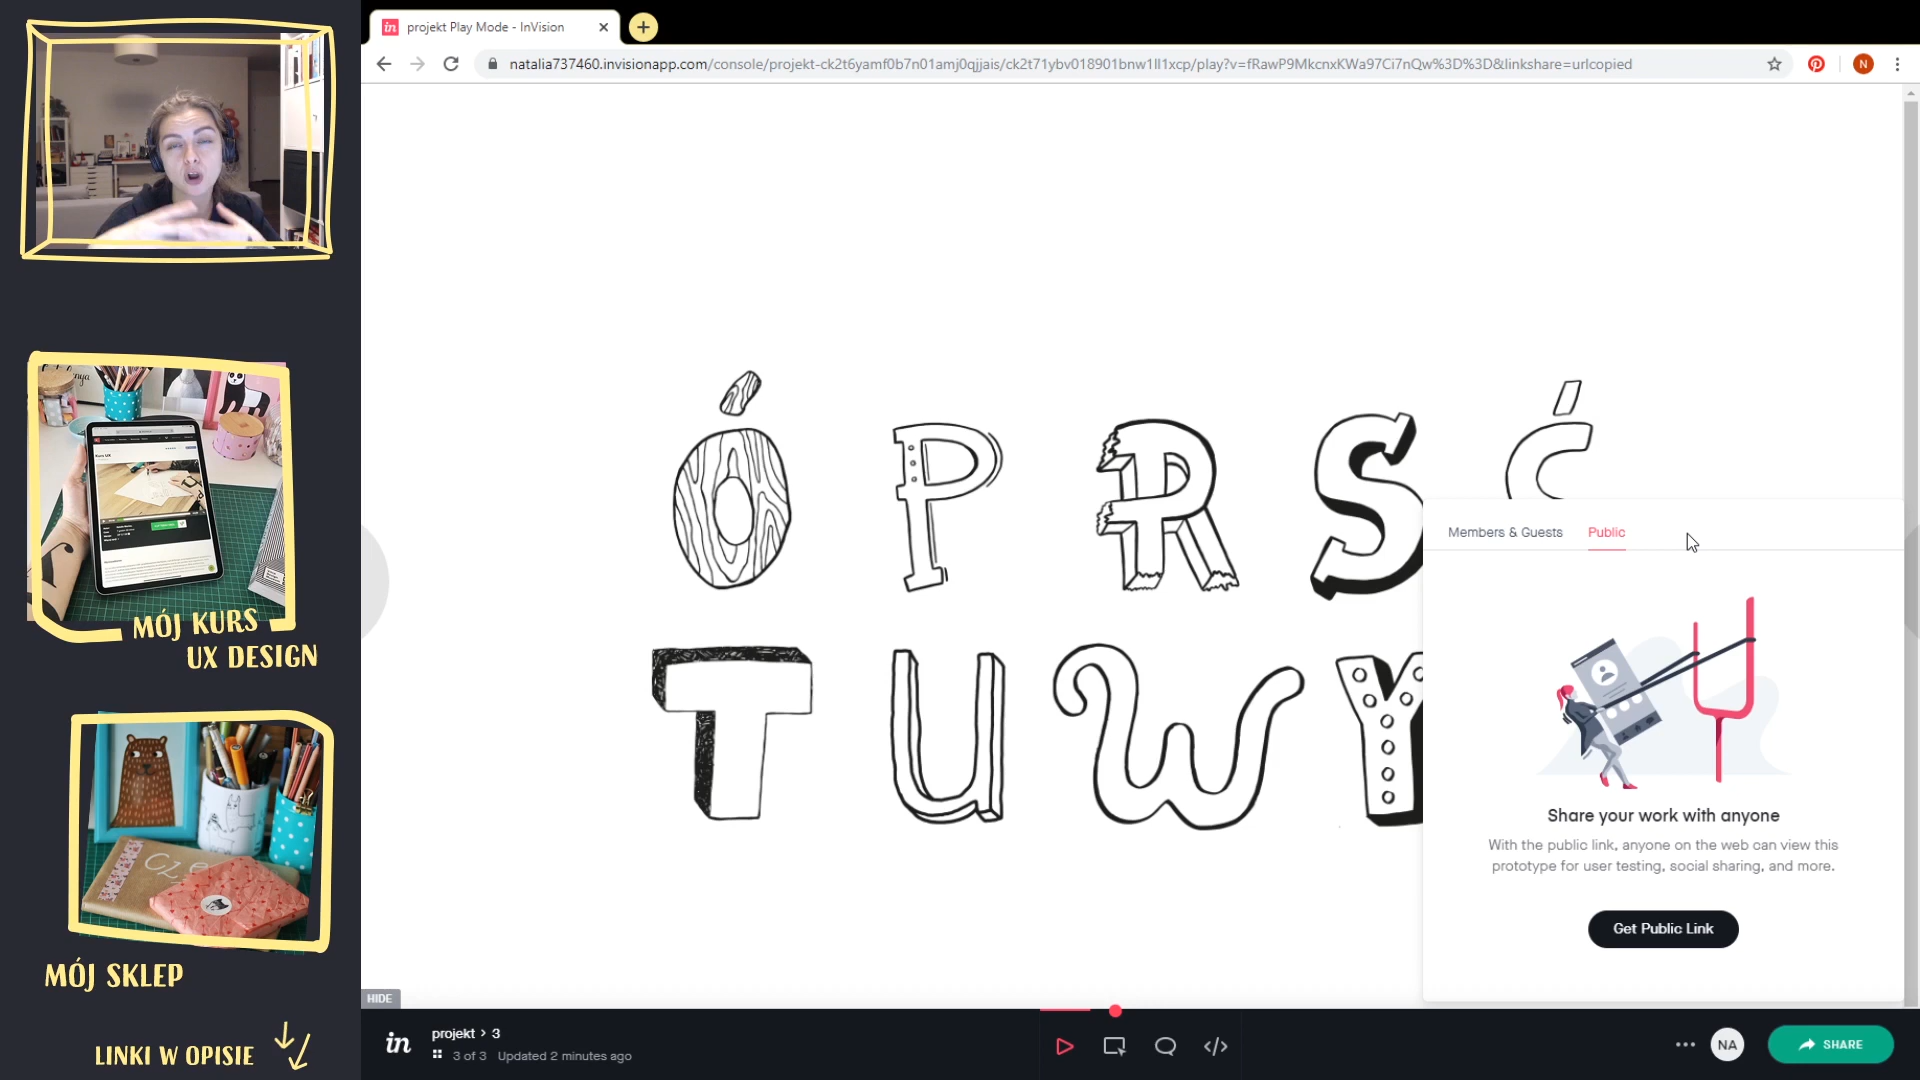 in projekt Play Mode - InVision
natalia737460.invisionapp.com/console/projekt-ck2t6yamf0b7n01amj0qjjais/ck2t71ybv018901bnw1ll1xcp/play?v=fRawP9MkcnxKWa97Ci7nQw%3D%3D&linkshare=urlcopied
N
MÓJ KURS
UX DESIGN
MÓJ SKLEP
LINKI W OPISIE
Ó P R S Ć
T U W Y
Members & Guests Public
Share your work with anyone
With the public link, anyone on the web can view this
prototype for user testing, social sharing, and more.
Get Public Link
HIDE
in projekt > 3
3 of 3 Updated 2 minutes ago
NA
SHARE